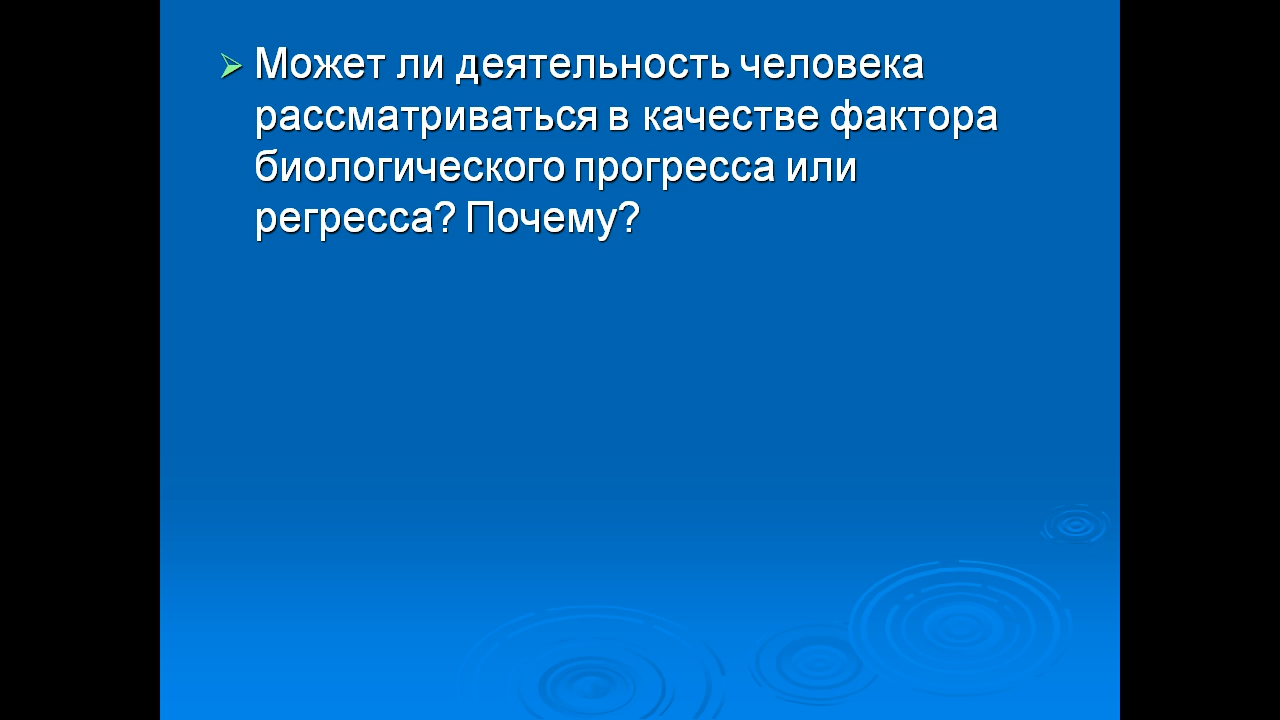 Может ли деятельность человека
рассматриваться в качестве фактора
биологического прогресса или
регресса? Почему?